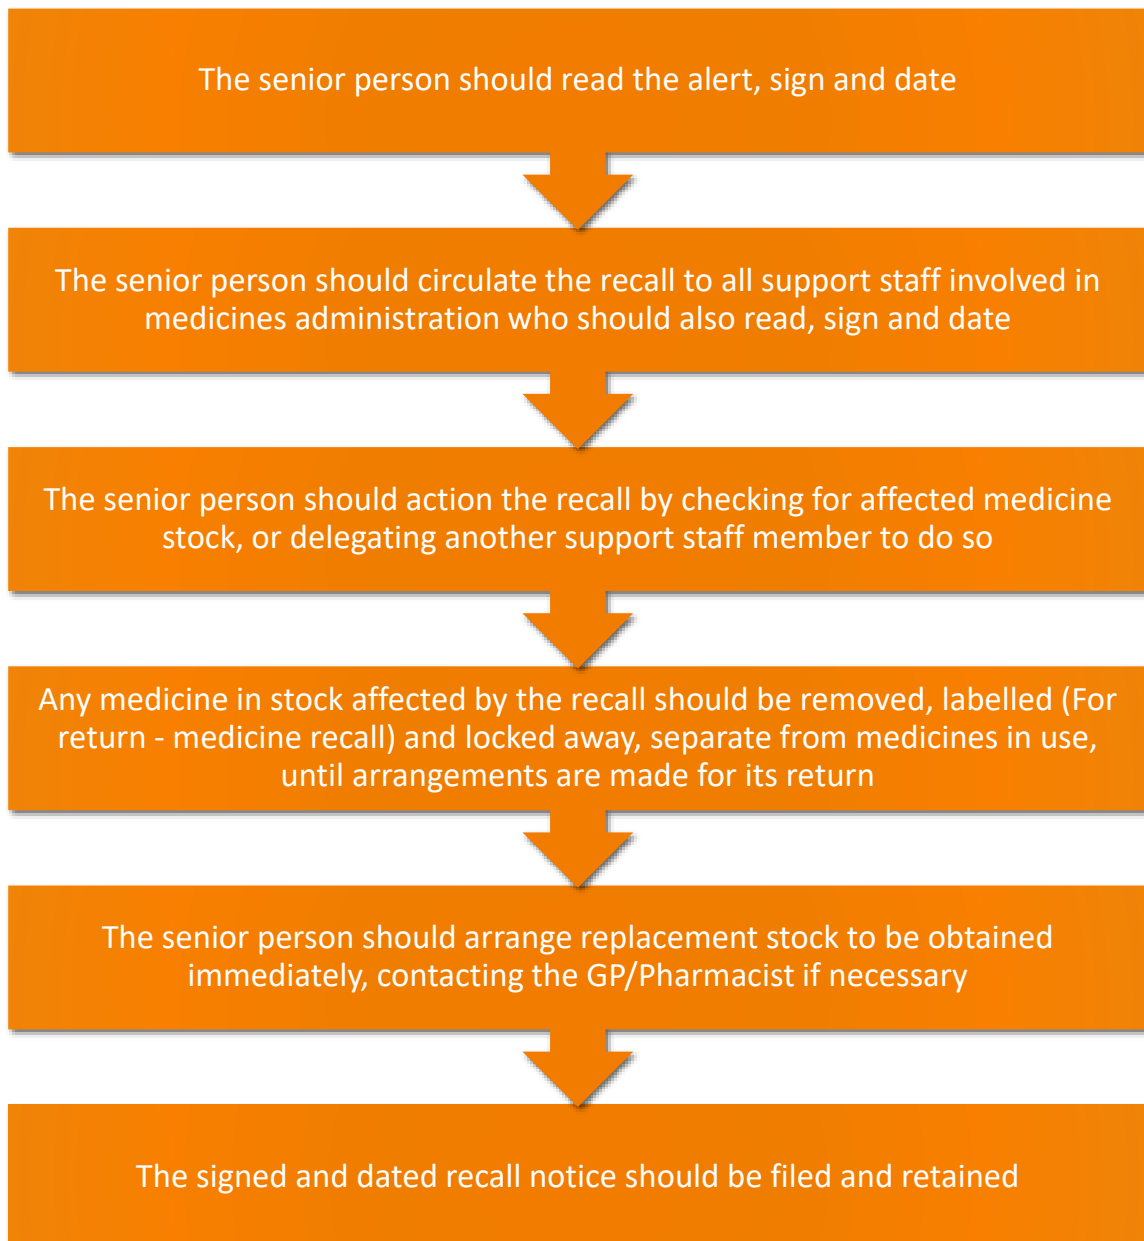 The senior person should read the alert, sign and date
The senior person should circulate the recall to all support staff involved in
medicines administration who should also read, sign and date
The senior person should action the recall by checking for affected medicine
stock, or delegating another support staff member to do so
Any medicine in stock affected by the recall should be removed, labelled (For
return - medicine recall) and locked away, separate from medicines in use,
until arrangements are made for its return
The senior person should arrange replacement stock to be obtained
immediately, contacting the GP/Pharmacist if necessary
The signed and dated recall notice should be filed and retained